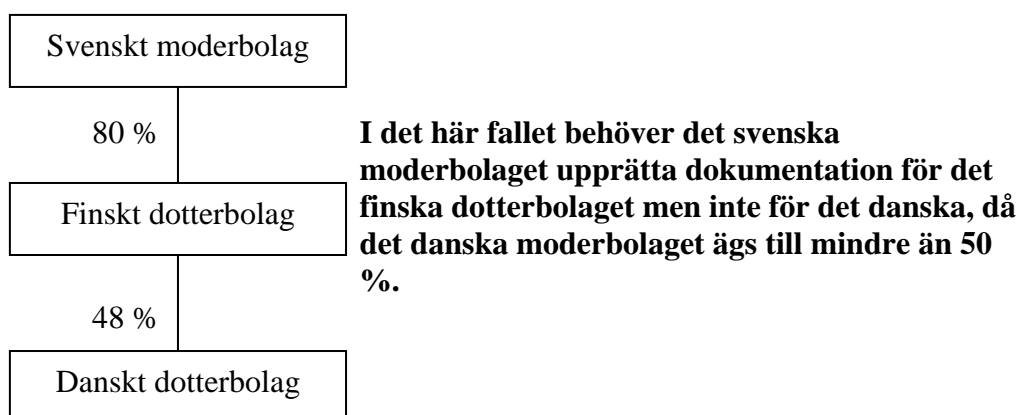 Svenskt moderbolag
80 %
I det här fallet behöver det svenska
moderbolaget upprätta dokumentation för det
finska dotterbolaget men inte för det danska, då
det danska moderbolaget ägs till mindre än 50
%.
Finskt dotterbolag
48 %
Danskt dotterbolag